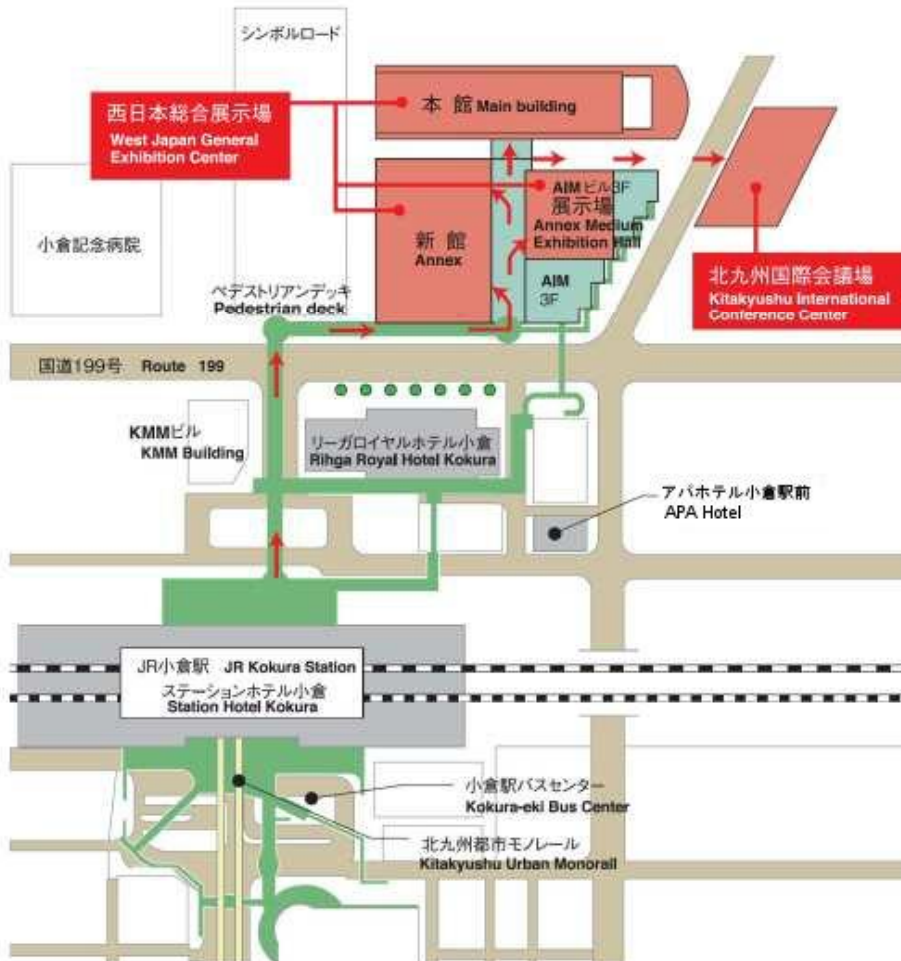 シンボルロード
本 館 Main building
西日本総合展示場
West Japan General
Exhibition Center
AIMビル3F
展示場
Annex Medium
Exhibition Hall
小倉記念病院
新 館
Annex
AIM
3F
北九州国際会議場
Kitakyushu International
Conference Center
ペデストリアンデッキ
Pedestrian deck
国道199号 Route 199
KMMビル
KMM Building
リーガロイヤルホテル小倉
Rihga Royal Hotel Kokura
アパホテル小倉駅前
APA Hotel
JR小倉駅 JR Kokura Station
ステーションホテル小倉
Station Hotel Kokura
小倉駅バスセンター
Kokura-eki Bus Center
北九州都市モノレール
Kitakyushu Urban Monorail